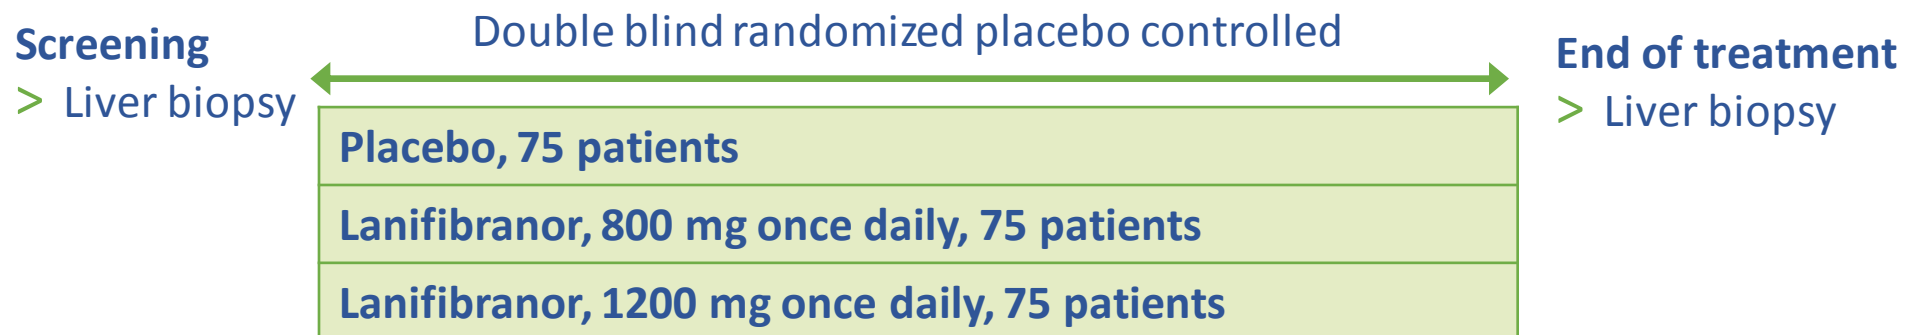 Screening
> Liver biopsy
Double blind randomized placebo controlled
Placebo, 75 patients
Lanifibranor, 800 mg once daily, 75 patients
Lanifibranor, 1200 mg once daily, 75 patients
End of treatment
> Liver biopsy